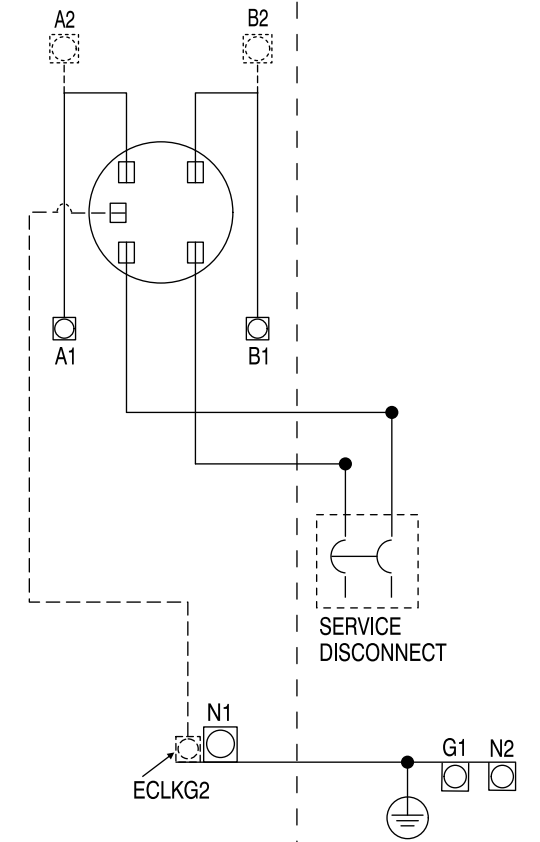 A2
B2
A1
B1
SERVICE
DISCONNECT
N1
ECLKG2
G1
N2